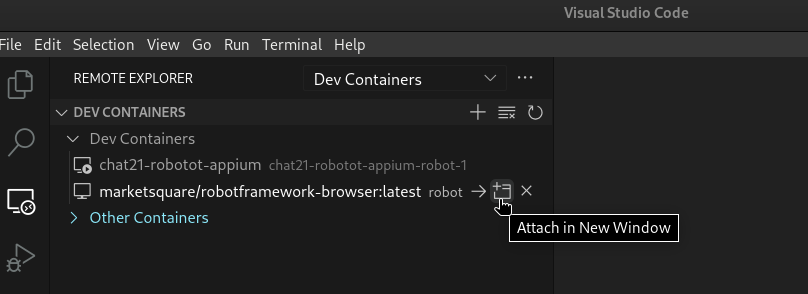 Visual Studio Code
File Edit Selection View Go Run Terminal Help
REMOTE EXPLORER Dev Containers
DEV CONTAINERS
Dev Containers
chat21-robotot-appium chat21-robotot-appium-robot-1
marketsquare/robotframework-browser:latest robot
Other Containers
Attach in New Window